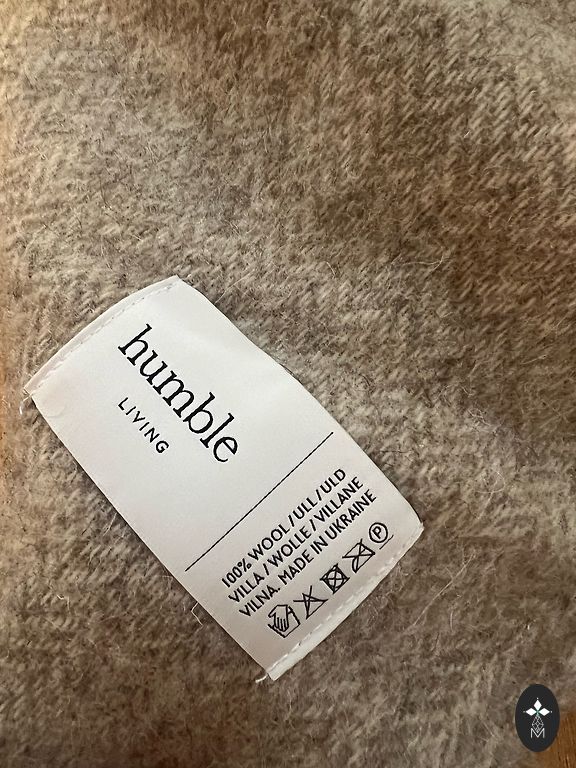 humble
LIVING
100% WOOL/ULL/ULD
VILLA / WOLLE / VILLANE
VILNA. MADE IN UKRAINE
P
M